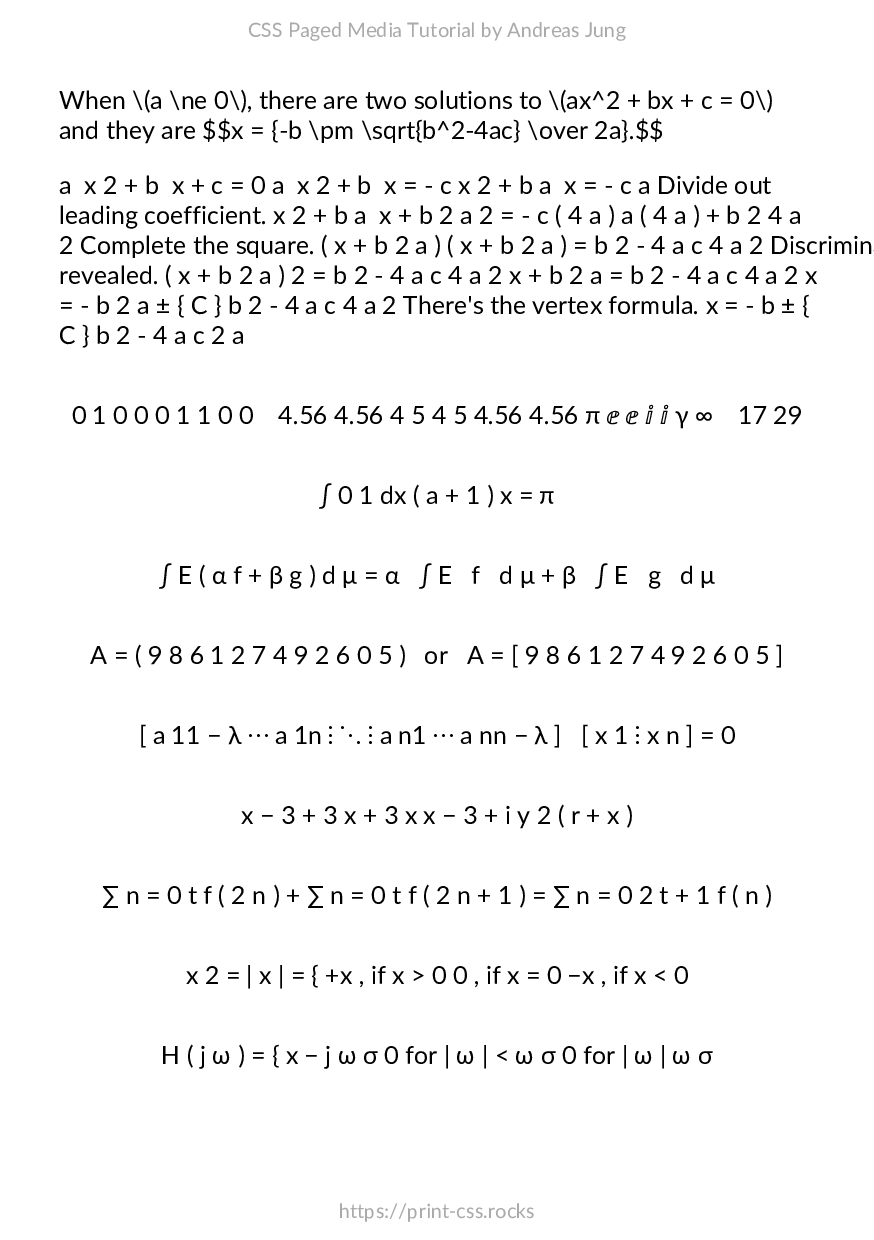 CSS Paged Media Tutorial by Andreas Jung
When \(a \ne 0\), there are two solutions to \(ax^2 + bx + c = 0\)
and they are $$x = {-b \pm \sqrt{b^2-4ac} \over 2a}.$$
a x 2 + b x + c = 0 a x 2 + b x = - c x 2 + b a x = - c a Divide out
leading coefficient. x 2 + b a x + b 2 a 2 = - c ( 4 a ) a ( 4 a ) + b 2 4 a
2 Complete the square. ( x + b 2 a ) ( x + b 2 a ) = b 2 - 4 a c 4 a 2 Discrimin
revealed. ( x + b 2 a ) 2 = b 2 - 4 a c 4 a 2 x + b 2 a = b 2 - 4 a c 4 a 2 x
= - b 2 a ± { C } b 2 - 4 a c 4 a 2 There's the vertex formula. x = - b ± {
C } b 2 - 4 a c 2 a
0 1 0 0 0 1 1 0 0 4.56 4.56 4 5 4 5 4.56 4.56 π ⅇ ⅇ ⅈ ⅈ γ ∞ 17 29
∫ 0 1 dx ( a + 1 ) x = π
∫ E ( α f + β g ) d μ = α ∫ E f d μ + β ∫ E g d μ
A = ( 9 8 6 1 2 7 4 9 2 6 0 5 ) or A = [ 9 8 6 1 2 7 4 9 2 6 0 5 ]
[ a 11 − λ ⋯ a 1n ⋮ ⋱ ⋮ a n1 ⋯ a nn − λ ] [ x 1 ⋮ x n ] = 0
x − 3 + 3 x + 3 x x − 3 + i y 2 ( r + x )
∑ n = 0 t f ( 2 n ) + ∑ n = 0 t f ( 2 n + 1 ) = ∑ n = 0 2 t + 1 f ( n )
x 2 = | x | = { +x , if x > 0 0 , if x = 0 −x , if x < 0
H ( j ω ) = { x − j ω σ 0 for | ω | < ω σ 0 for | ω | ω σ
https://print-css.rocks